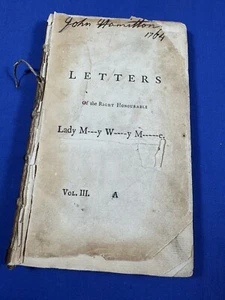 John Hamilton
1764
LETTERS
Of the RIGHT HONOURABLE
Lady M---y W----y M------e.
VOL. III. A